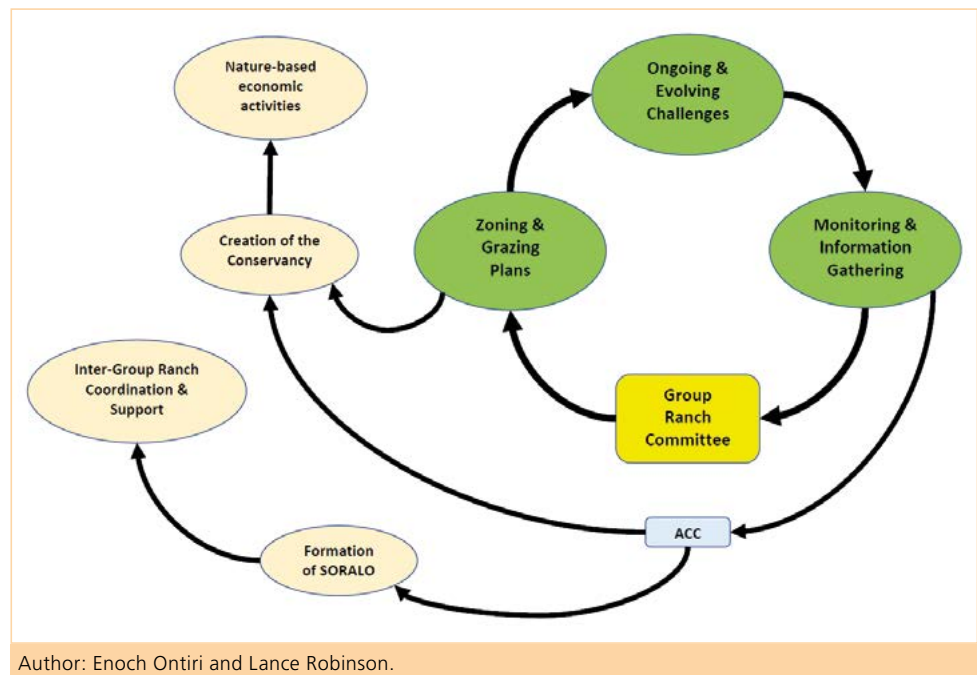 Nature-based
economic
activities
Ongoing &
Evolving
Challenges
Zoning &
Grazing
Plans
Monitoring &
Information
Gathering
Creation of the
Conservancy
Inter-Group Ranch
Coordination &
Support
Group
Ranch
Committee
ACC
Formation
of SORALO
Author: Enoch Ontiri and Lance Robinson.